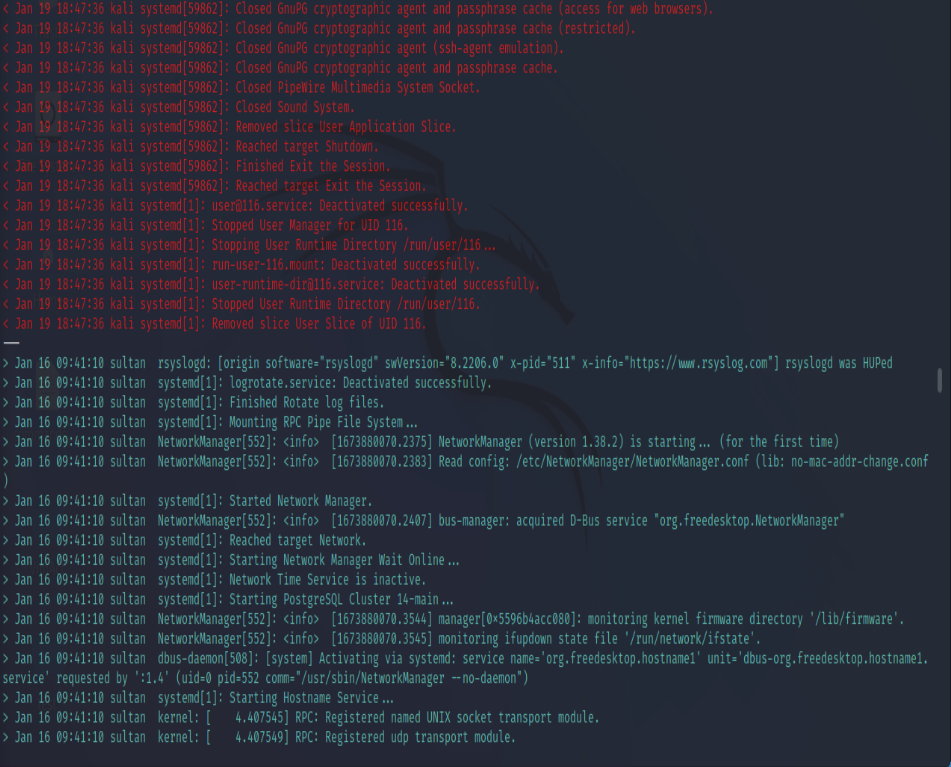 < Jan 19 18:47:36 kali systemd[59862]: Closed GnuPG cryptographic agent and passphrase cache (access for web browsers).
< Jan 19 18:47:36 kali systemd[59862]: Closed GnuPG cryptographic agent and passphrase cache (restricted).
< Jan 19 18:47:36 kali systemd[59862]: Closed GnuPG cryptographic agent (ssh-agent emulation).
< Jan 19 18:47:36 kali systemd[59862]: Closed GnuPG cryptographic agent and passphrase cache.
< Jan 19 18:47:36 kali systemd[59862]: Closed PipeWire Multimedia System Socket.
< Jan 19 18:47:36 kali systemd[59862]: Closed Sound System.
< Jan 19 18:47:36 kali systemd[59862]: Removed slice User Application Slice.
< Jan 19 18:47:36 kali systemd[59862]: Reached target Shutdown.
< Jan 19 18:47:36 kali systemd[59862]: Finished Exit the Session.
< Jan 19 18:47:36 kali systemd[59862]: Reached target Exit the Session.
< Jan 19 18:47:36 kali systemd[1]: user@116.service: Deactivated successfully.
< Jan 19 18:47:36 kali systemd[1]: Stopped User Manager for UID 116.
< Jan 19 18:47:36 kali systemd[1]: Stopping User Runtime Directory /run/user/116...
< Jan 19 18:47:36 kali systemd[1]: run-user-116.mount: Deactivated successfully.
< Jan 19 18:47:36 kali systemd[1]: user-runtime-dir@116.service: Deactivated successfully.
< Jan 19 18:47:36 kali systemd[1]: Stopped User Runtime Directory /run/user/116.
< Jan 19 18:47:36 kali systemd[1]: Removed slice User Slice of UID 116.
---
> Jan 16 09:41:10 sultan  rsyslogd: [origin software="rsyslogd" swVersion="8.2206.0" x-pid="511" x-info="https://www.rsyslog.com"] rsyslogd was HUPed
> Jan 16 09:41:10 sultan  systemd[1]: logrotate.service: Deactivated successfully.
> Jan 16 09:41:10 sultan  systemd[1]: Finished Rotate log files.
> Jan 16 09:41:10 sultan  systemd[1]: Mounting RPC Pipe File System...
> Jan 16 09:41:10 sultan  NetworkManager[552]: <info>  [1673880070.2375] NetworkManager (version 1.38.2) is starting... (for the first time)
> Jan 16 09:41:10 sultan  NetworkManager[552]: <info>  [1673880070.2383] Read config: /etc/NetworkManager/NetworkManager.conf (lib: no-mac-addr-change.conf
)
> Jan 16 09:41:10 sultan  systemd[1]: Started Network Manager.
> Jan 16 09:41:10 sultan  NetworkManager[552]: <info>  [1673880070.2407] bus-manager: acquired D-Bus service "org.freedesktop.NetworkManager"
> Jan 16 09:41:10 sultan  systemd[1]: Reached target Network.
> Jan 16 09:41:10 sultan  systemd[1]: Starting Network Manager Wait Online...
> Jan 16 09:41:10 sultan  systemd[1]: Network Time Service is inactive.
> Jan 16 09:41:10 sultan  systemd[1]: Starting PostgreSQL Cluster 14-main...
> Jan 16 09:41:10 sultan  NetworkManager[552]: <info>  [1673880070.3544] manager[0x5596b4acc080]: monitoring kernel firmware directory '/lib/firmware'.
> Jan 16 09:41:10 sultan  NetworkManager[552]: <info>  [1673880070.3545] monitoring ifupdown state file '/run/network/ifstate'.
> Jan 16 09:41:10 sultan  dbus-daemon[508]: [system] Activating via systemd: service name='org.freedesktop.hostname1' unit='dbus-org.freedesktop.hostname1.
service' requested by ':1.4' (uid=0 pid=552 comm="/usr/sbin/NetworkManager --no-daemon")
> Jan 16 09:41:10 sultan  systemd[1]: Starting Hostname Service...
> Jan 16 09:41:10 sultan  kernel: [    4.407545] RPC: Registered named UNIX socket transport module.
> Jan 16 09:41:10 sultan  kernel: [    4.407549] RPC: Registered udp transport module.